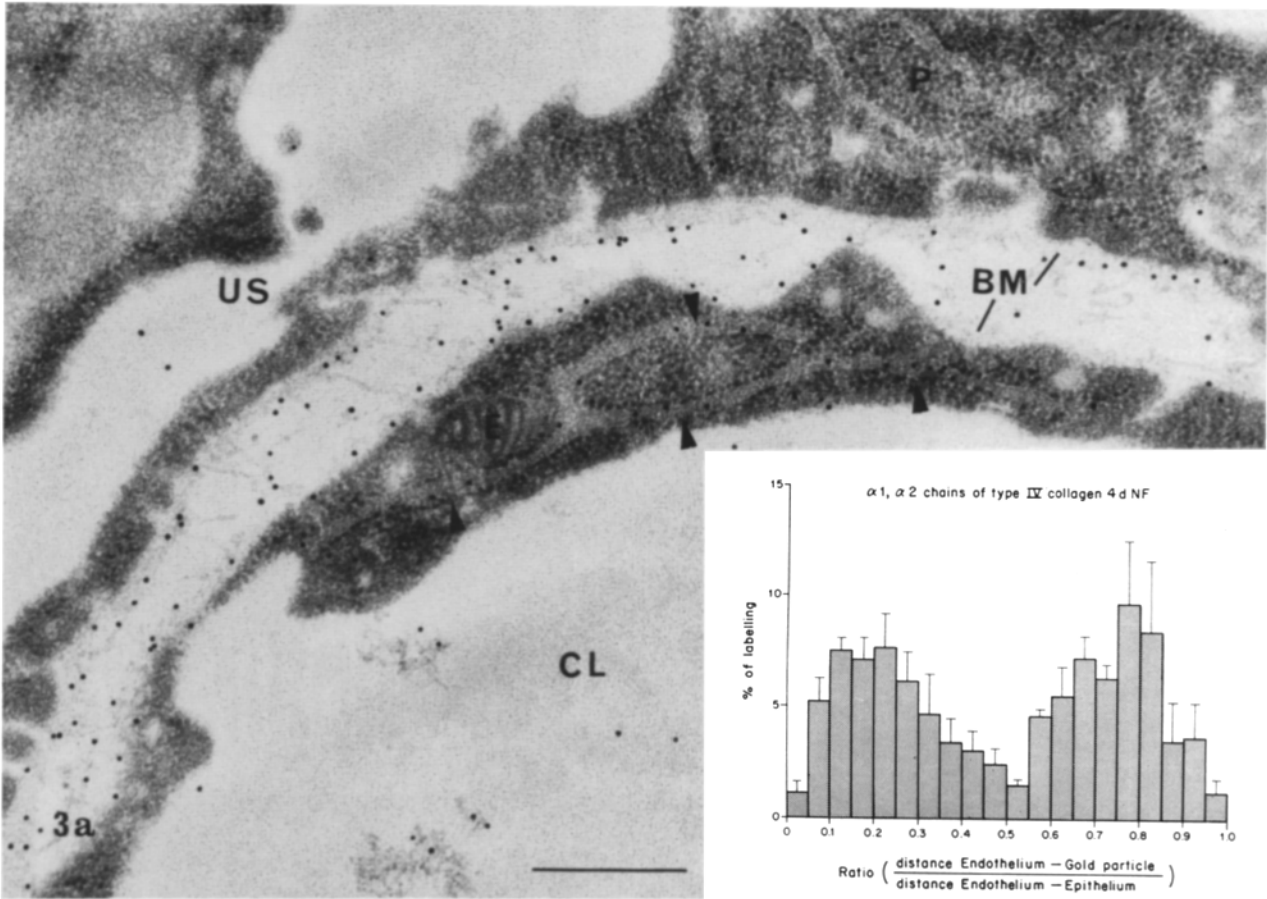 P
US
BM
E
CL
3a
α1, α2 chains of type IV collagen 4d NF
15
10
5
0
% of labelling
0 0.1 0.2 0.3 0.4 0.5 0.6 0.7 0.8 0.9 1.0
Ratio ( distance Endothelium — Gold particle
distance Endothelium — Epithelium )